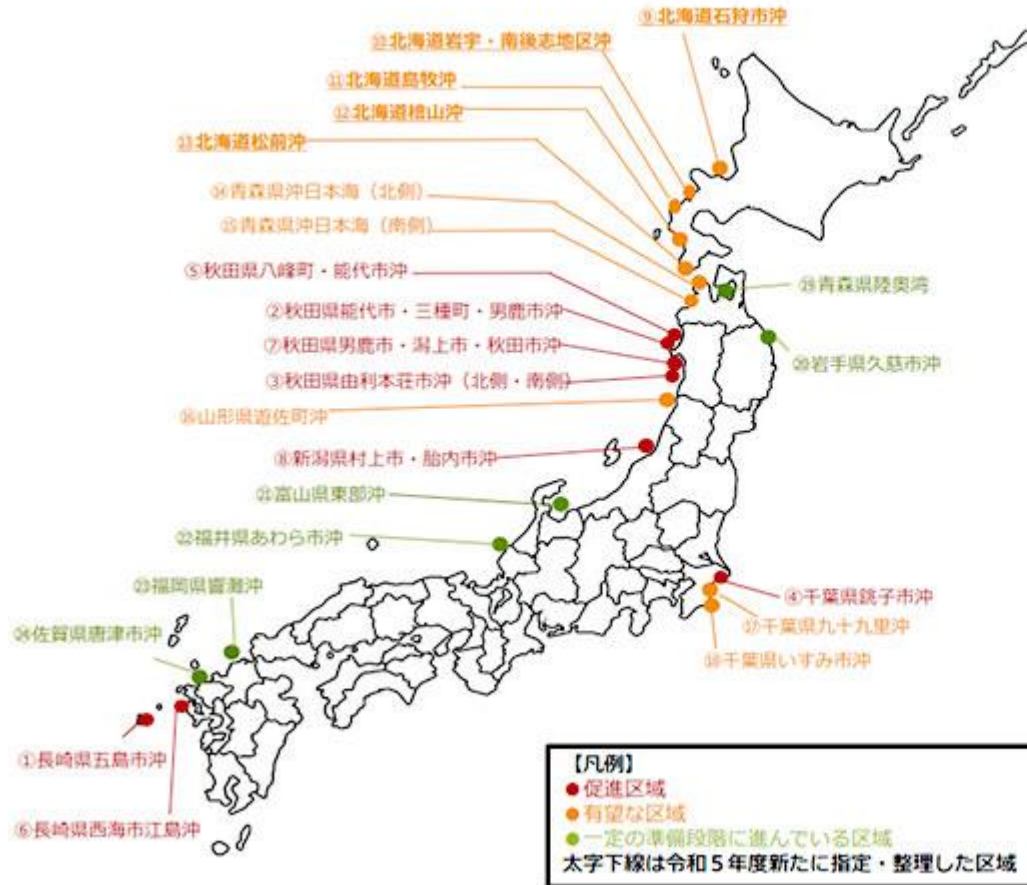 ⑨北海道石狩市沖
⑩北海道岩宇・南後志地区沖
⑪北海道島牧沖
⑫北海道檜山沖
⑬北海道松前沖
⑭青森県沖日本海（北側）
⑮青森県沖日本海（南側）
⑤秋田県八峰町・能代市沖
⑲青森県陸奥湾
②秋田県能代市・三種町・男鹿市沖
⑦秋田県男鹿市・潟上市・秋田市沖
⑳岩手県久慈市沖
③秋田県由利本荘市沖（北側・南側）
⑯山形県遊佐町沖
⑧新潟県村上市・胎内市沖
㉑富山県東部沖
㉒福井県あわら市沖
㉓福岡県響灘沖
④千葉県銚子市沖
㉔佐賀県唐津市沖
⑰千葉県九十九里沖
⑱千葉県いすみ市沖
①長崎県五島市沖
⑥長崎県西海市江島沖
【凡例】
●促進区域
●有望な区域
●一定の準備段階に進んでいる区域
太字下線は令和５年度新たに指定・整理した区域